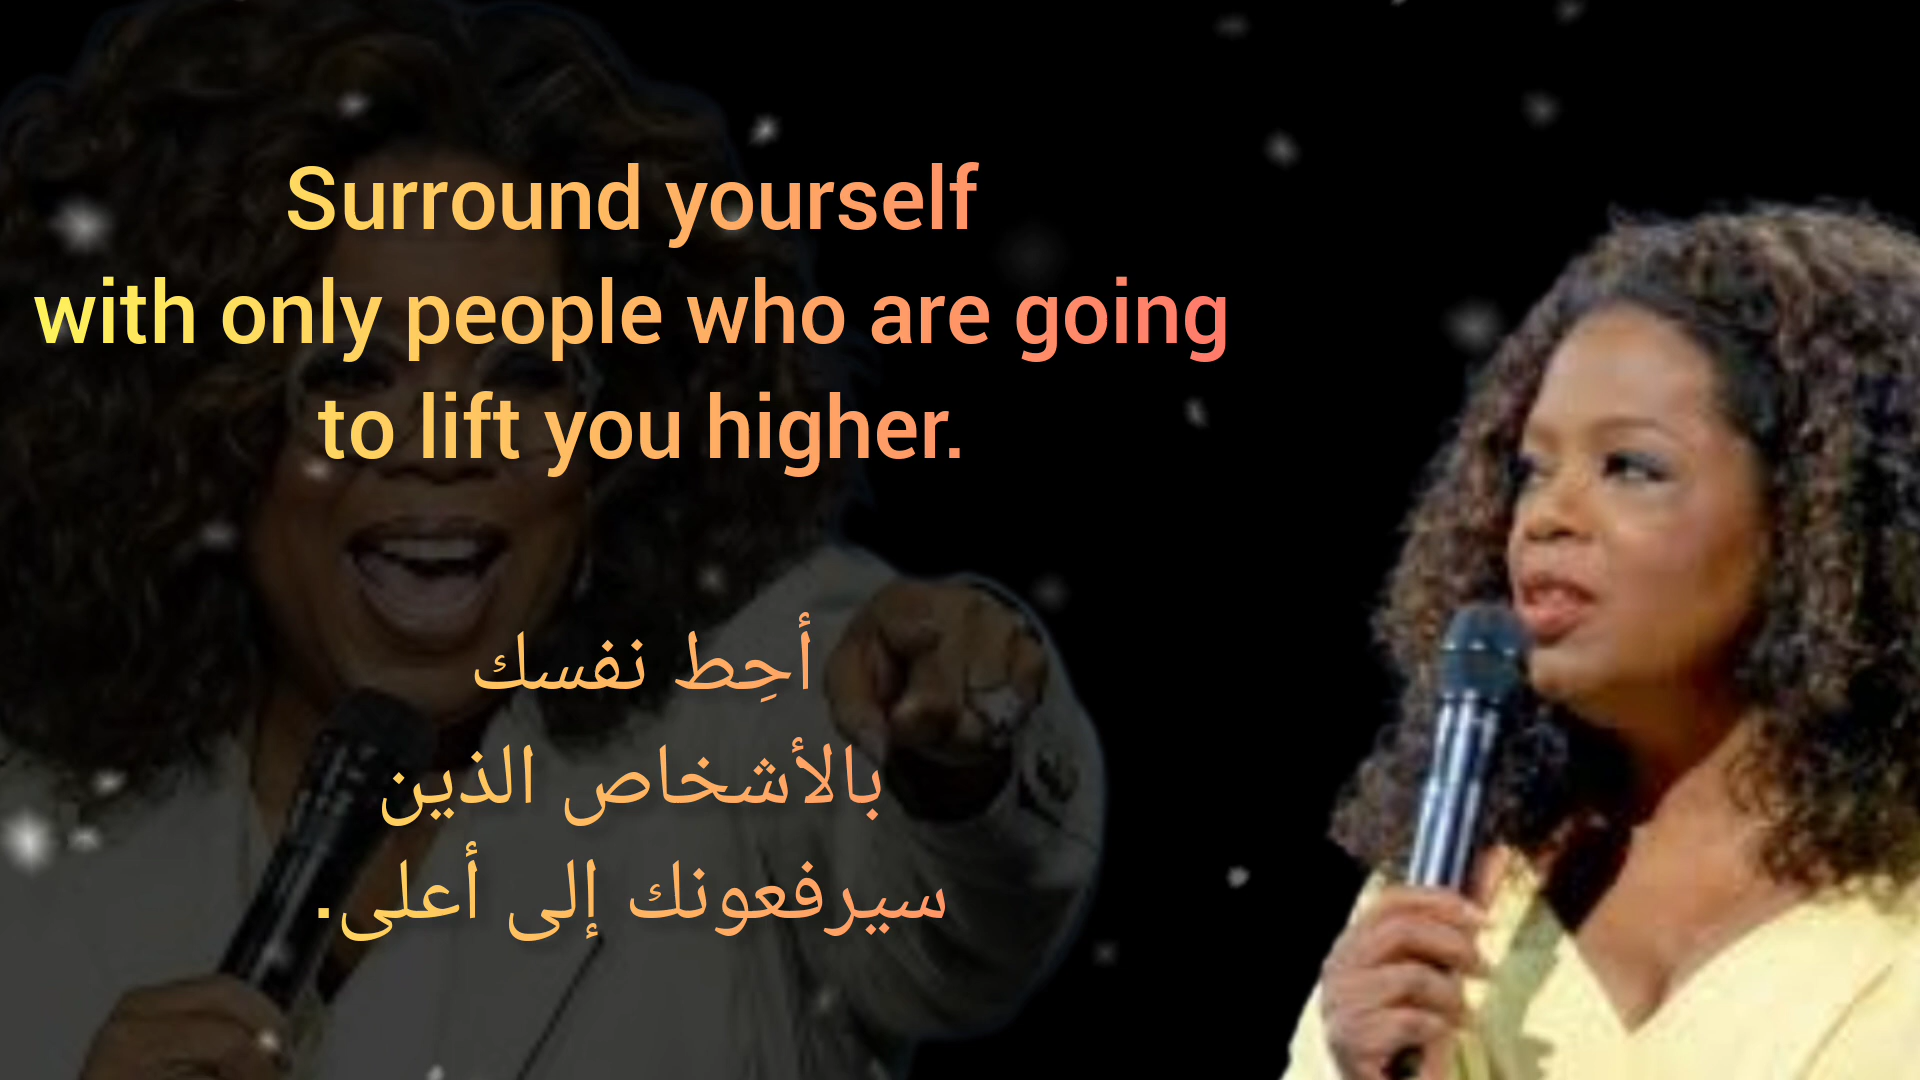 Surround yourself
with only people who are going
to lift you higher.
أحِط نفسك
بالأشخاص الذين
سيرفعونك إلى أعلى.